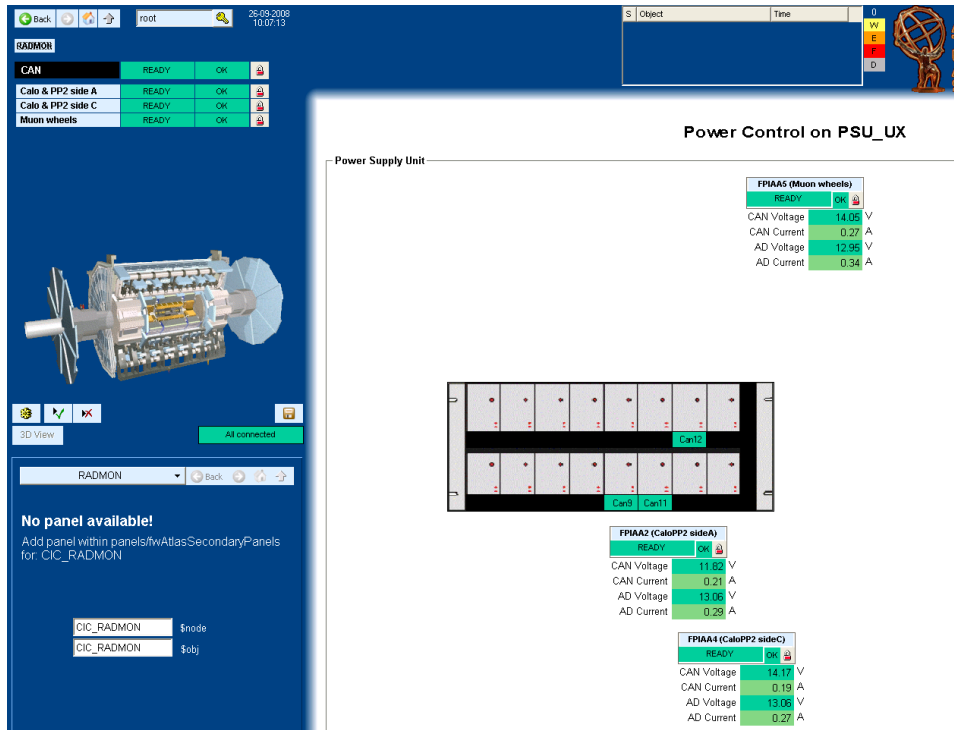 Back
root
26-09-2008
10:07:13
S Object Time
0
W
E
F
D
RADMON
CAN READY OK
Calo & PP2 side A READY OK
Calo & PP2 side C READY OK
Muon wheels READY OK
Power Control on PSU_UX
Power Supply Unit
FPIAA5 (Muon wheels)
READY OK
CAN Voltage 14.05 V
CAN Current 0.27 A
AD Voltage 12.95 V
AD Current 0.34 A
Can12
Can9 Can11
FPIAA2 (CaloPP2 sideA)
READY OK
CAN Voltage 11.82 V
CAN Current 0.21 A
AD Voltage 13.06 V
AD Current 0.29 A
FPIAA4 (CaloPP2 sideC)
READY OK
CAN Voltage 14.17 V
CAN Current 0.19 A
AD Voltage 13.06 V
AD Current 0.27 A
3D View
All connected
RADMON
Back
No panel available!
Add panel within panels/fwAtlasSecondaryPanels
for: CIC_RADMON
CIC_RADMON $node
CIC_RADMON $obj